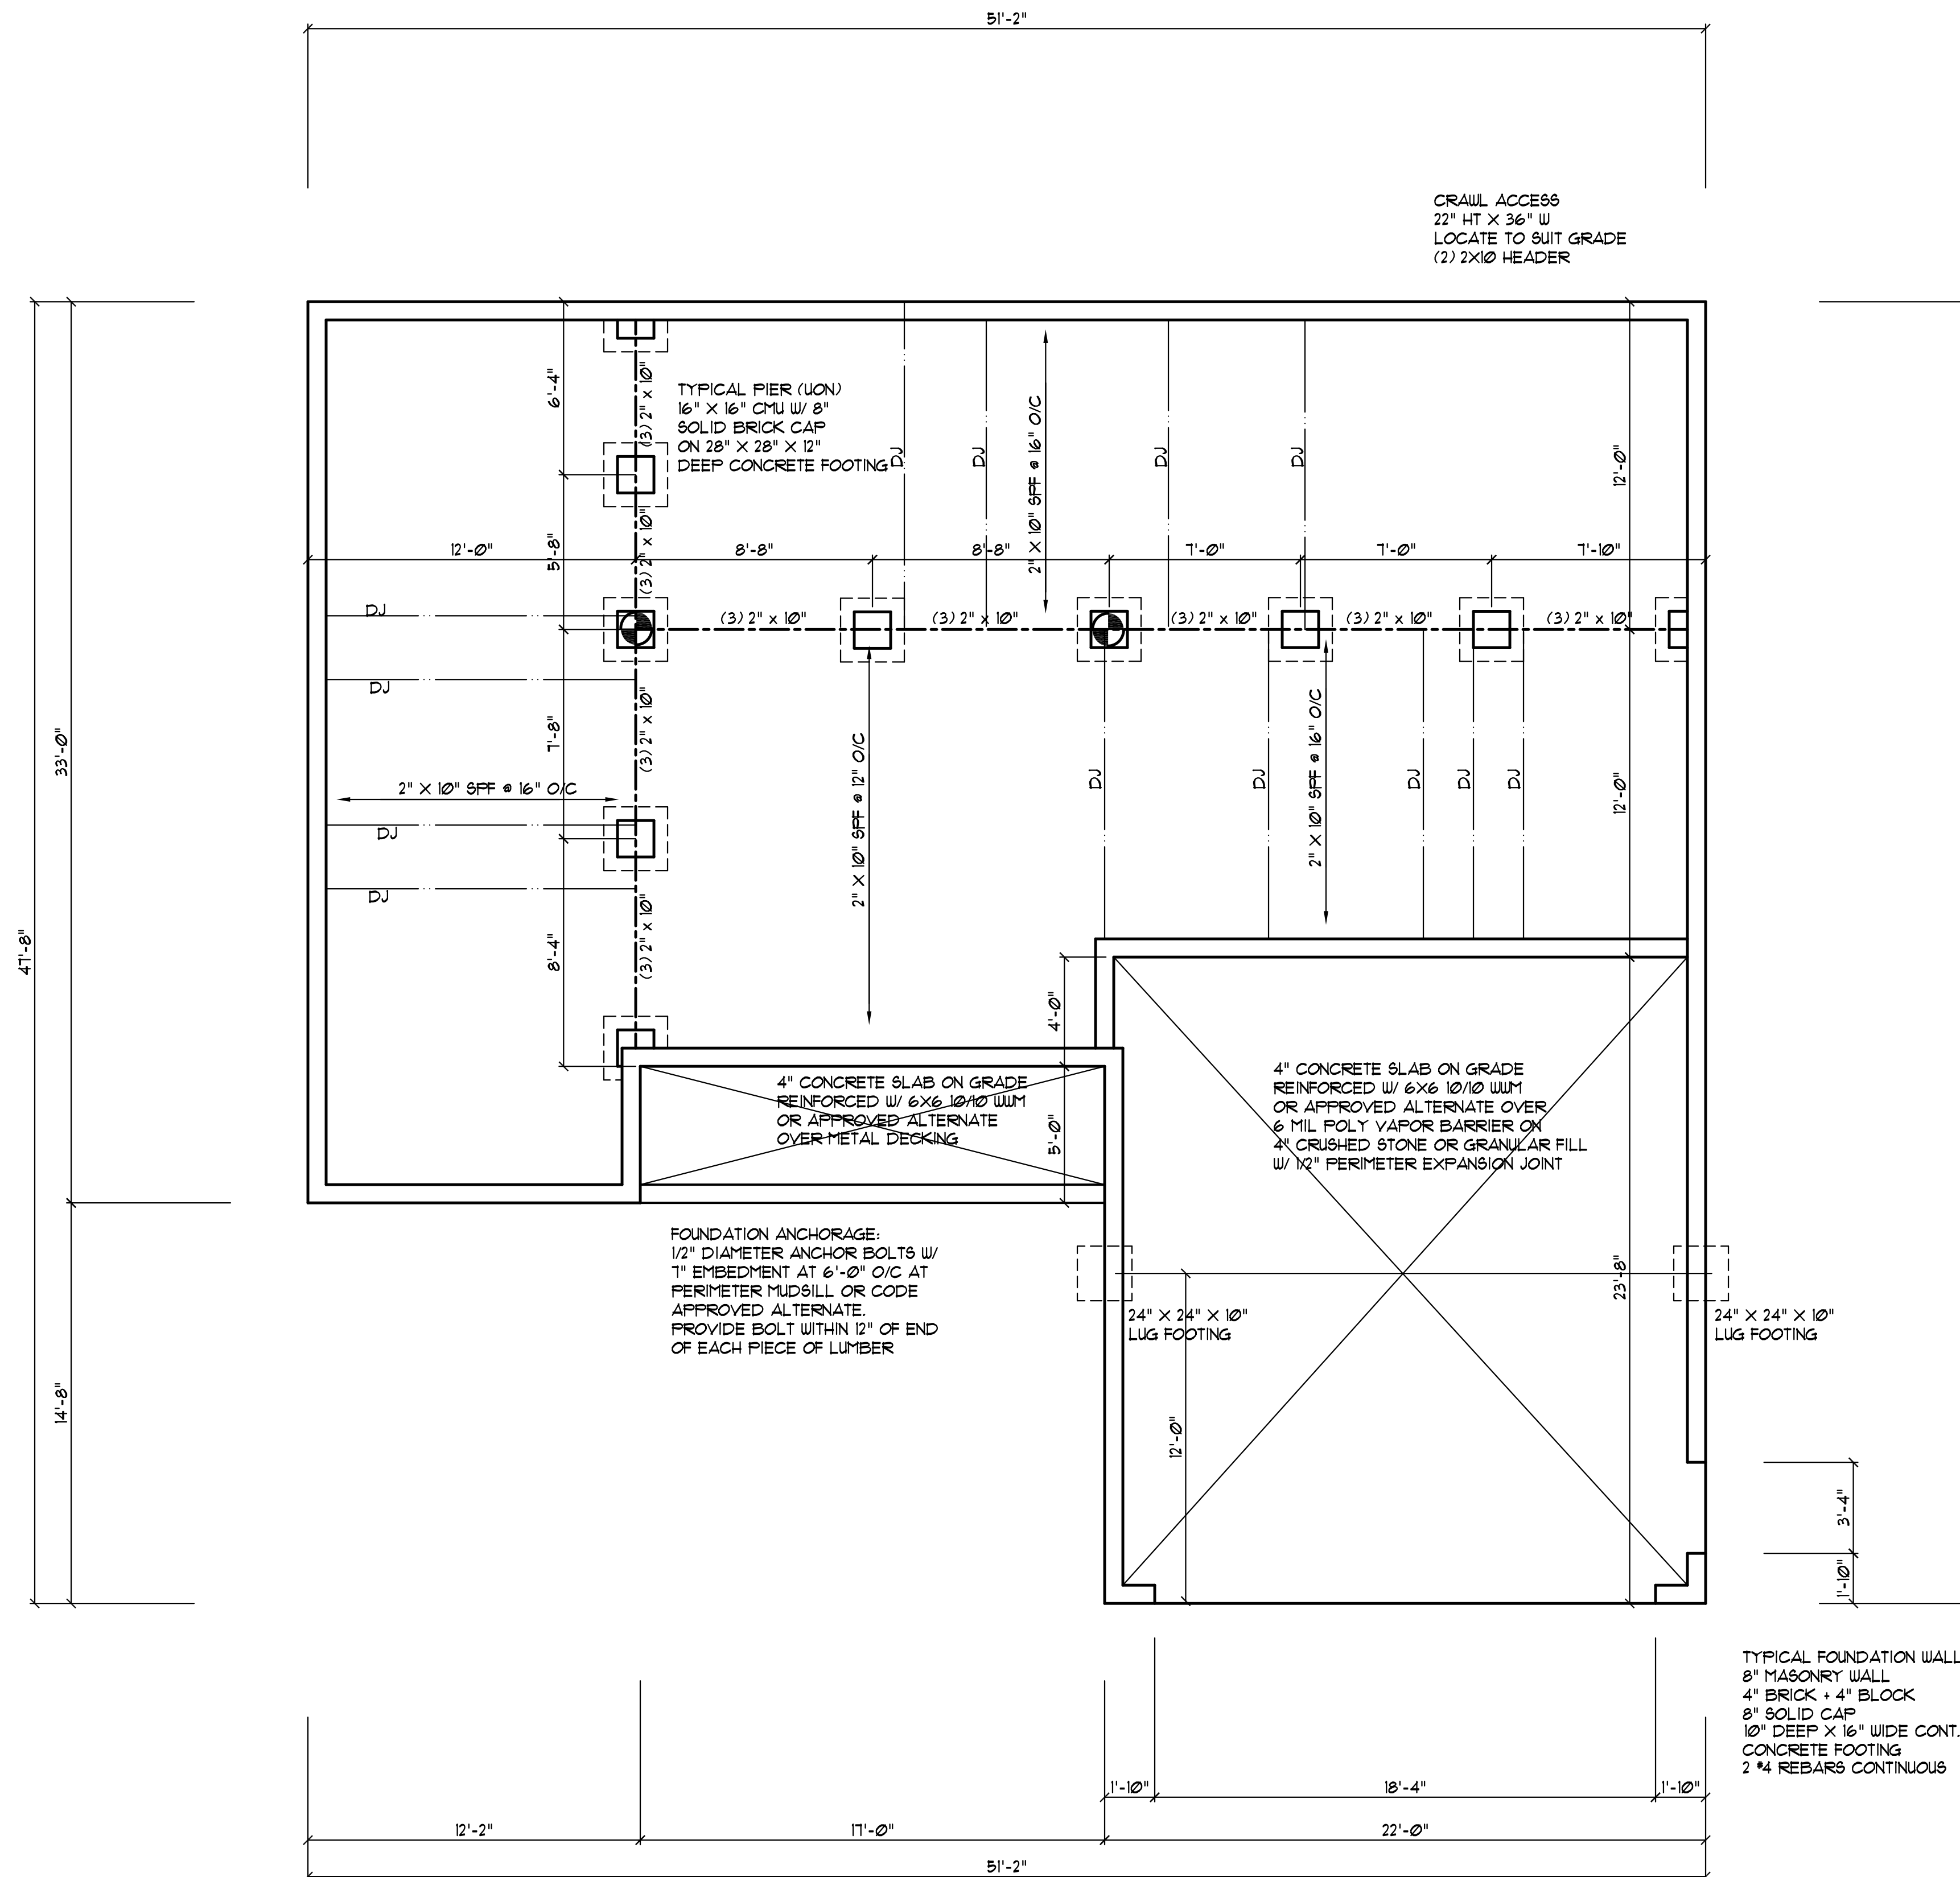 51'-2"
CRAWL ACCESS
22" HT X 36" W
LOCATE TO SUIT GRADE
(2) 2X10 HEADER
6'-4"
(3) 2" x 10"
TYPICAL PIER (UON)
16" X 16" CMU W/ 8"
SOLID BRICK CAP
ON 28" X 28" X 12"
DEEP CONCRETE FOOTING
DJ
DJ
2" X 10" SPF @ 16" O/C
DJ
DJ
12'-0"
12'-0"
5'-8"
(3) 2" x 10"
8'-8"
8'-8"
7'-0"
7'-0"
7'-10"
DJ
(3) 2" x 10"
(3) 2" x 10"
(3) 2" x 10"
(3) 2" x 10"
(3) 2" x 10"
DJ
33'-0"
7'-8"
(3) 2" x 10"
2" X 10" SPF @ 16" O/C
2" X 10" SPF @ 12" O/C
DJ
DJ
2" X 10" SPF @ 16" O/C
DJ
DJ
DJ
12'-0"
DJ
DJ
47'-8"
8'-4"
(3) 2" x 10"
4'-0"
4" CONCRETE SLAB ON GRADE
REINFORCED W/ 6X6 10/10 WWM
OR APPROVED ALTERNATE
OVER METAL DECKING
5'-0"
4" CONCRETE SLAB ON GRADE
REINFORCED W/ 6X6 10/10 WWM
OR APPROVED ALTERNATE OVER
6 MIL POLY VAPOR BARRIER ON
4" CRUSHED STONE OR GRANULAR FILL
W/ 1/2" PERIMETER EXPANSION JOINT
FOUNDATION ANCHORAGE:
1/2" DIAMETER ANCHOR BOLTS W/
7" EMBEDMENT AT 6'-0" O/C AT
PERIMETER MUDSILL OR CODE
APPROVED ALTERNATE.
PROVIDE BOLT WITHIN 12" OF END
OF EACH PIECE OF LUMBER
23'-8"
24" X 24" X 10"
LUG FOOTING
24" X 24" X 10"
LUG FOOTING
14'-8"
12'-0"
3'-4"
1'-10"
TYPICAL FOUNDATION WALL
8" MASONRY WALL
4" BRICK + 4" BLOCK
8" SOLID CAP
10" DEEP X 16" WIDE CONT.
CONCRETE FOOTING
2 #4 REBARS CONTINUOUS
1'-10"
18'-4"
1'-10"
12'-2"
17'-0"
22'-0"
51'-2"